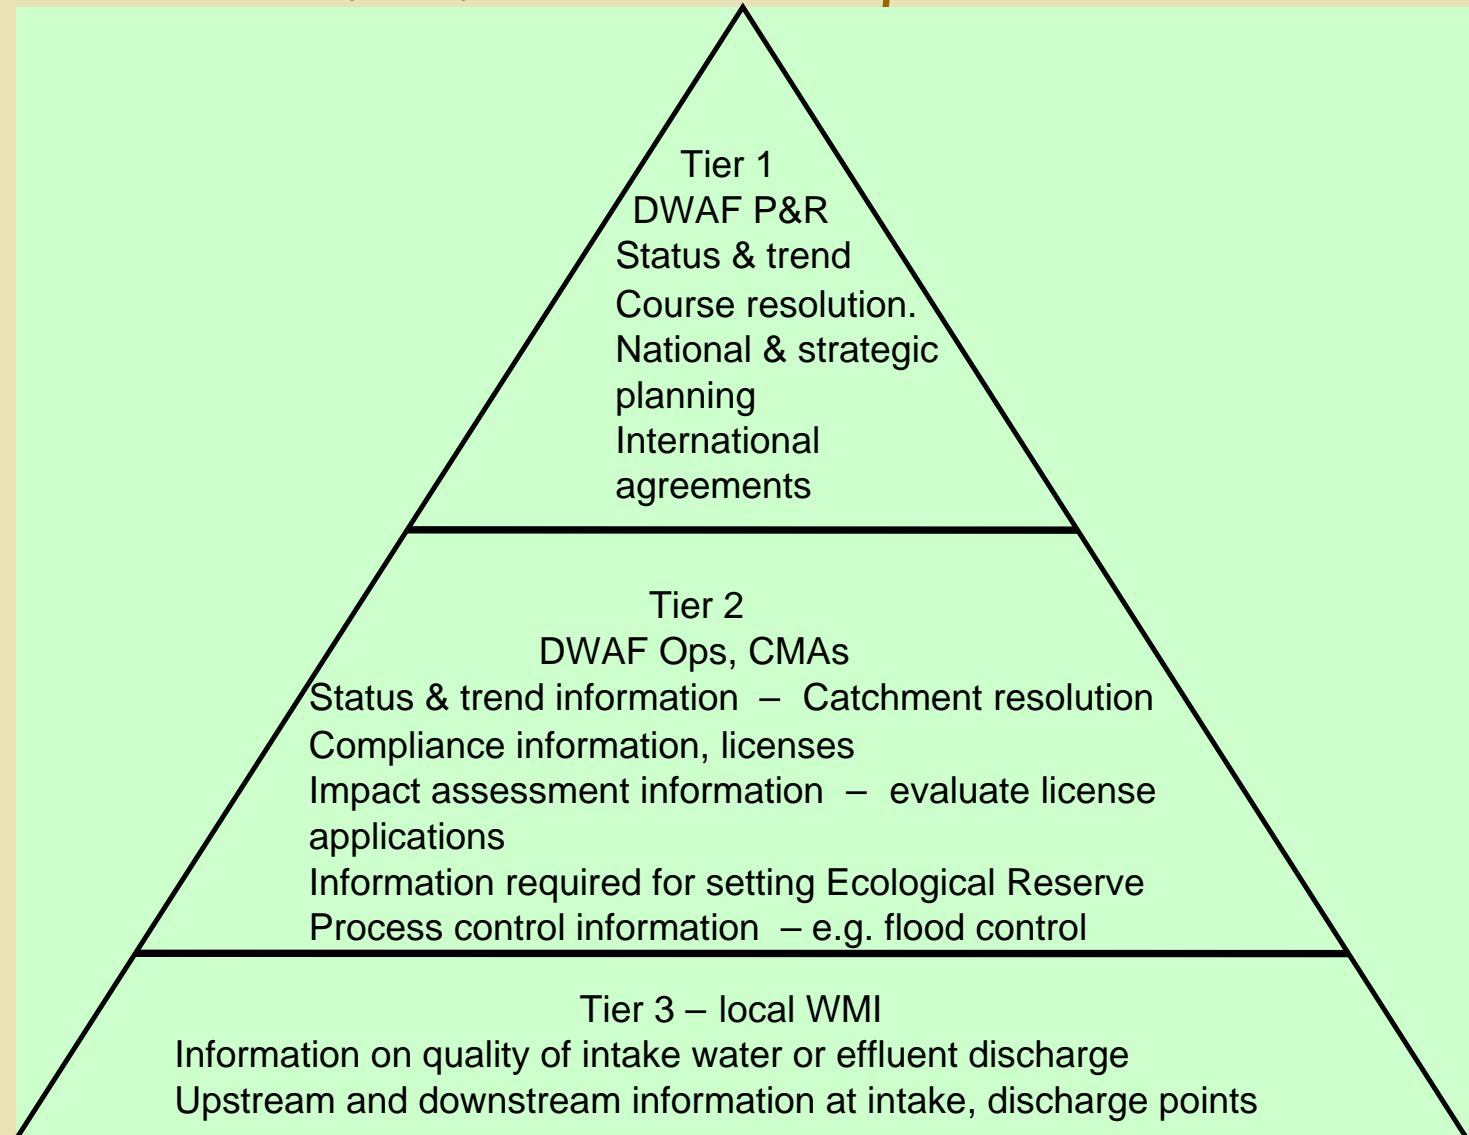 Tier 1
DWAF P&R
Status & trend
Course resolution.
National & strategic
planning
International
agreements
Tier 2
DWAF Ops, CMAs
Status & trend information – Catchment resolution
Compliance information, licenses
Impact assessment information – evaluate license
applications
Information required for setting Ecological Reserve
Process control information – e.g. flood control
Tier 3 – local WMI
Information on quality of intake water or effluent discharge
Upstream and downstream information at intake, discharge points